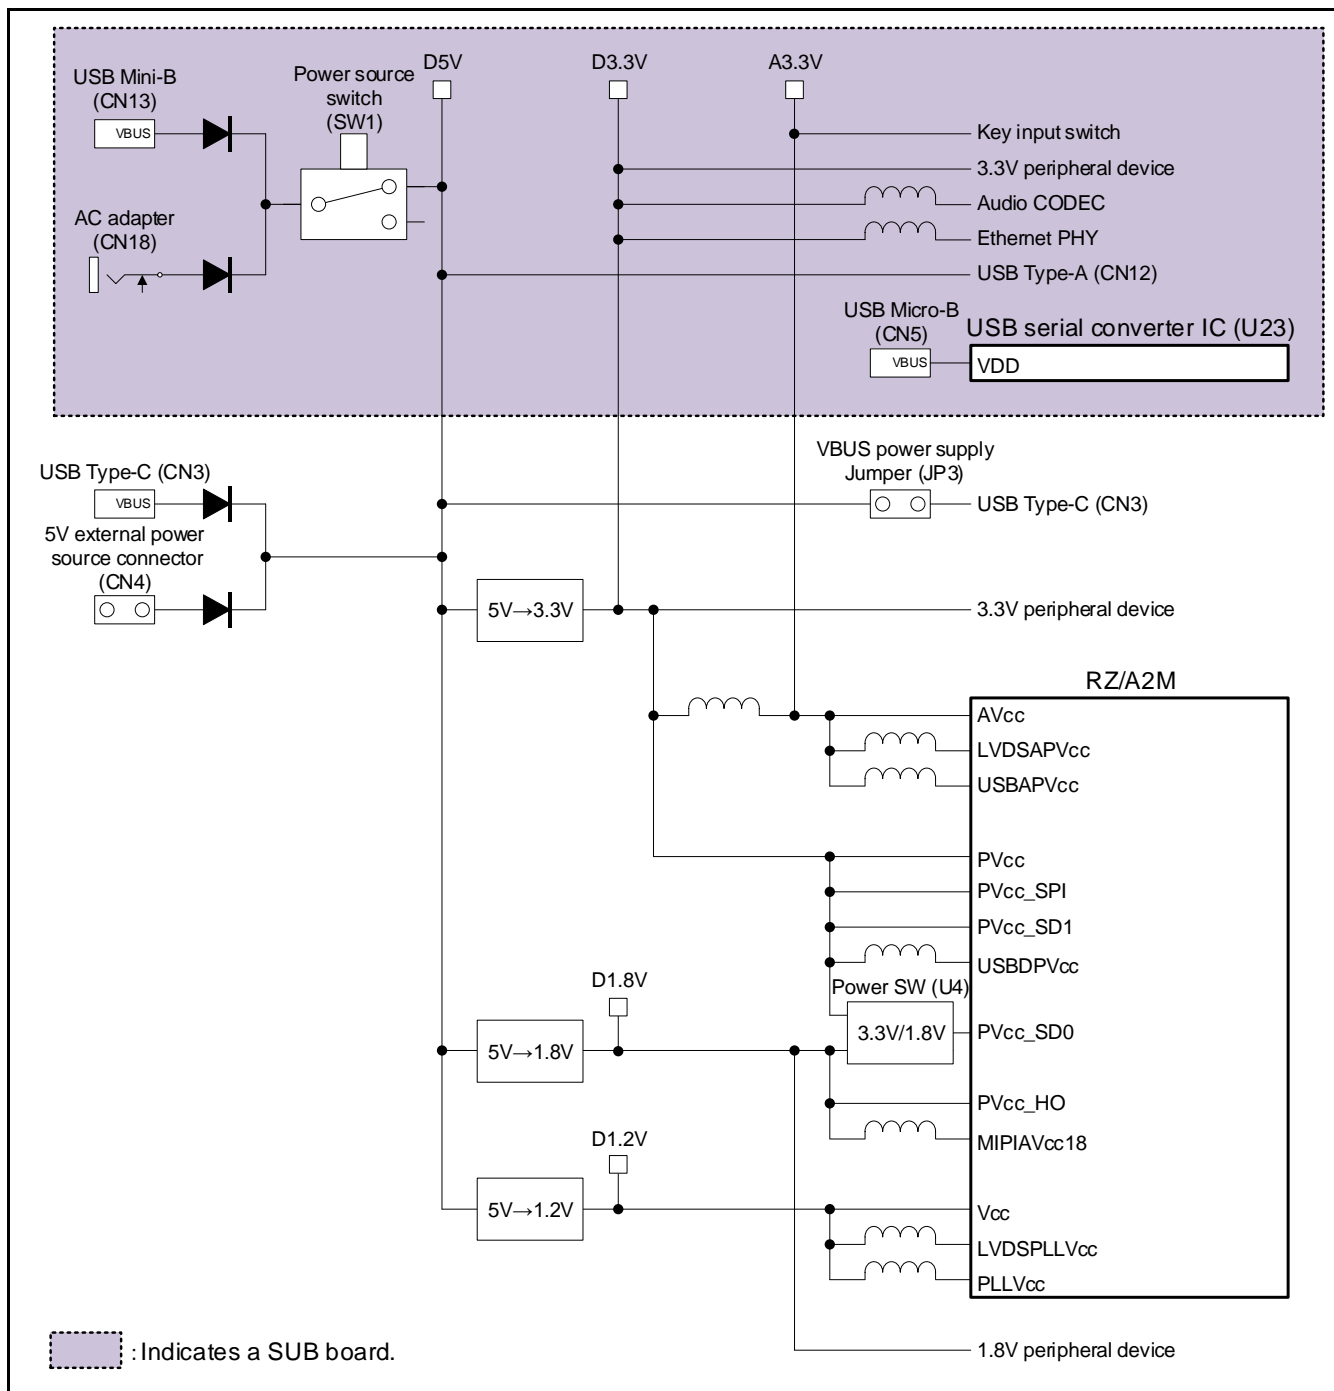 USB Mini-B
(CN13)
VBUS
Power source
switch
(SW1)
D5V
D3.3V
A3.3V
Key input switch
3.3V peripheral device
Audio CODEC
Ethernet PHY
USB Type-A (CN12)
AC adapter
(CN18)
USB Micro-B
(CN5)
VBUS
USB serial converter IC (U23)
VDD
USB Type-C (CN3)
VBUS
5V external power
source connector
(CN4)
VBUS power supply
Jumper (JP3)
USB Type-C (CN3)
5V→3.3V
3.3V peripheral device
RZ/A2M
AVcc
LVDSAPVcc
USBAPVcc
PVcc
PVcc_SPI
PVcc_SD1
USBDPVcc
Power SW (U4)
3.3V/1.8V
PVcc_SD0
D1.8V
5V→1.8V
PVcc_HO
MIPIAVcc18
D1.2V
5V→1.2V
Vcc
LVDSPLLVcc
PLLVcc
1.8V peripheral device
: Indicates a SUB board.